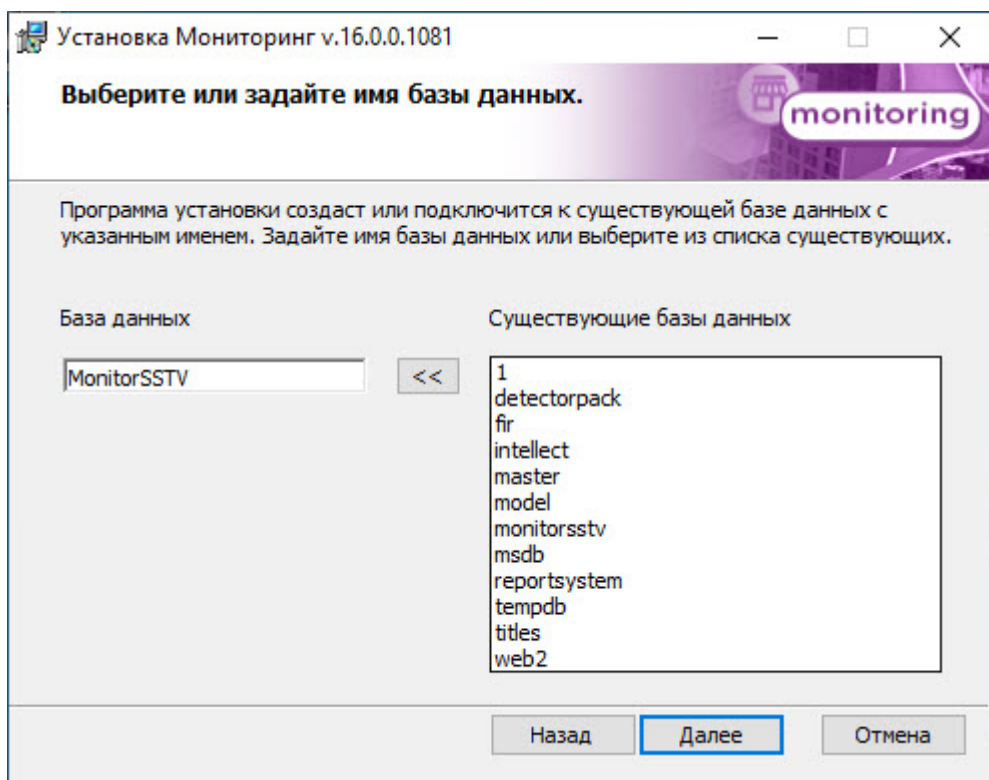 Установка Мониторинг v.16.0.0.1081
Выберите или задайте имя базы данных.
monitoring
Программа установки создаст или подключится к существующей базе данных с
указанным именем. Задайте имя базы данных или выберите из списка существующих.
База данных
Существующие базы данных
MonitorSSTV
<<
1
detectorpack
fir
intellect
master
model
monitorsstv
msdb
reportsystem
tempdb
titles
web2
Назад
Далее
Отмена